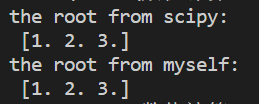 the root from scipy:
[1. 2. 3.]
the root from myself:
[1. 2. 3.]